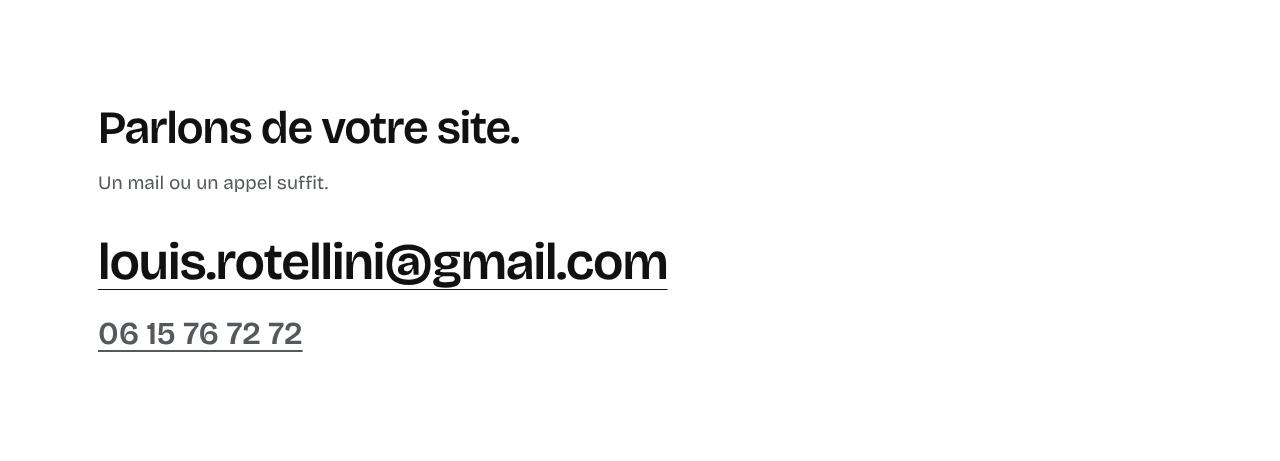 Parlons de votre site.
Un mail ou un appel suffit.
louis.rotellini@gmail.com
06 15 76 72 72